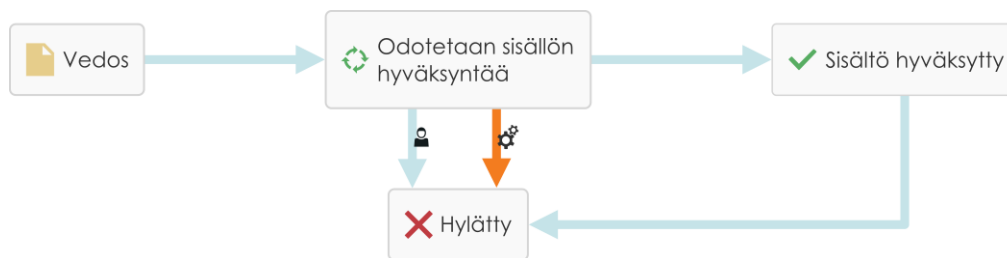 Vedos
Odotetaan sisällön
hyväksyntää
Sisältö hyväksytty
Hylätty